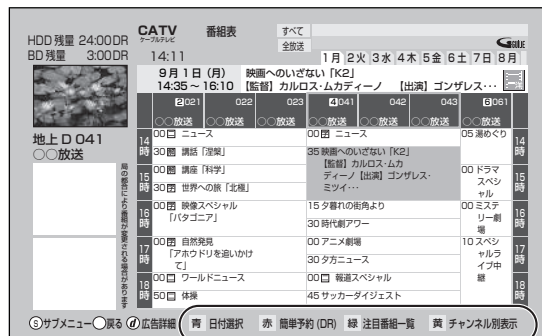 HDD 残量 24:00 DR
BD 残量 3:00 DR
CATV
ケーブルテレビ
番組表
すべて
全放送
G GUIDE
14:11
1月 2火 3水 4木 5金 6土 7日 8月
9月1日（月） 映画へのいざない「K2」
14:35～16:10 【監督】カルロス・ムカディーノ 【出演】ゴンザレス・・・
2 021 022 023 4 041 042 043 6 061
○○放送 ○○放送 ○○放送 ○○放送 ○○放送 ○○放送 ○○放送
地上 D 041
○○放送
局の都合により番組が変更される場合があります
14時
00 ニュース
30 講話「涅槃」
00 ニュース
35 映画へのいざない「K2」
【監督】カルロス・ムカディーノ【出演】ゴンザレス・ミツイ・・・
05 湯めぐり
14時
15時
00 講座「科学」
30 世界への旅「北極」
00 ドラマスペシャル
15時
16時
00 映像スペシャル
「パタゴニア」
15 夕暮れの街角より
30 時代劇アワー
00 ミステリー劇場
16時
17時
00 自然発見
「アホウドリを追いかけて」
00 アニメ劇場
30 夕方ニュース
10 スペシャルライブ中継
17時
18時
00 ワールドニュース
50 体操
00 報道スペシャル
45 サッカーダイジェスト
18時
Ⓢサブメニュー ◯戻る ⓓ広告詳細 青 日付選択 赤 簡単予約 (DR) 緑 注目番組一覧 黄 チャンネル別表示